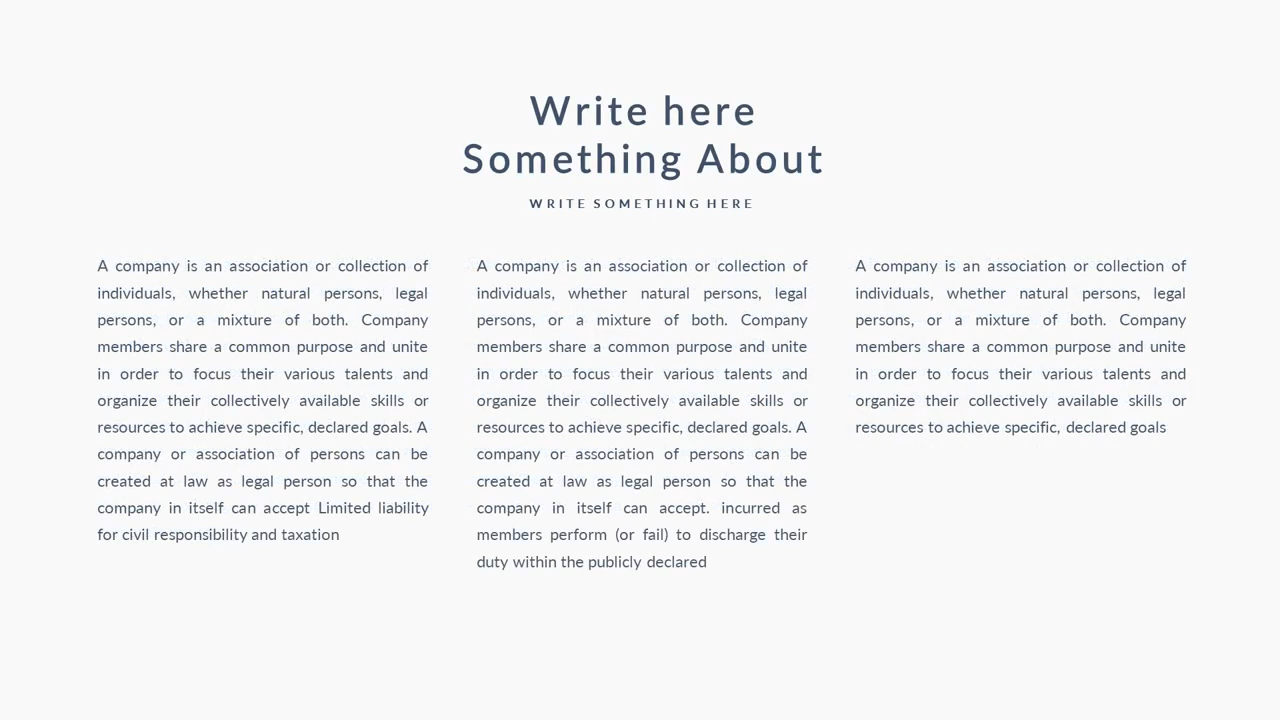 Write here
Something About
WRITE SOMETHING HERE
A company is an association or collection of
individuals, whether natural persons, legal
persons, or a mixture of both. Company
members share a common purpose and unite
in order to focus their various talents and
organize their collectively available skills or
resources to achieve specific, declared goals. A
company or association of persons can be
created at law as legal person so that the
company in itself can accept Limited liability
for civil responsibility and taxation
A company is an association or collection of
individuals, whether natural persons, legal
persons, or a mixture of both. Company
members share a common purpose and unite
in order to focus their various talents and
organize their collectively available skills or
resources to achieve specific, declared goals. A
company or association of persons can be
created at law as legal person so that the
company in itself can accept. incurred as
members perform (or fail) to discharge their
duty within the publicly declared
A company is an association or collection of
individuals, whether natural persons, legal
persons, or a mixture of both. Company
members share a common purpose and unite
in order to focus their various talents and
organize their collectively available skills or
resources to achieve specific, declared goals